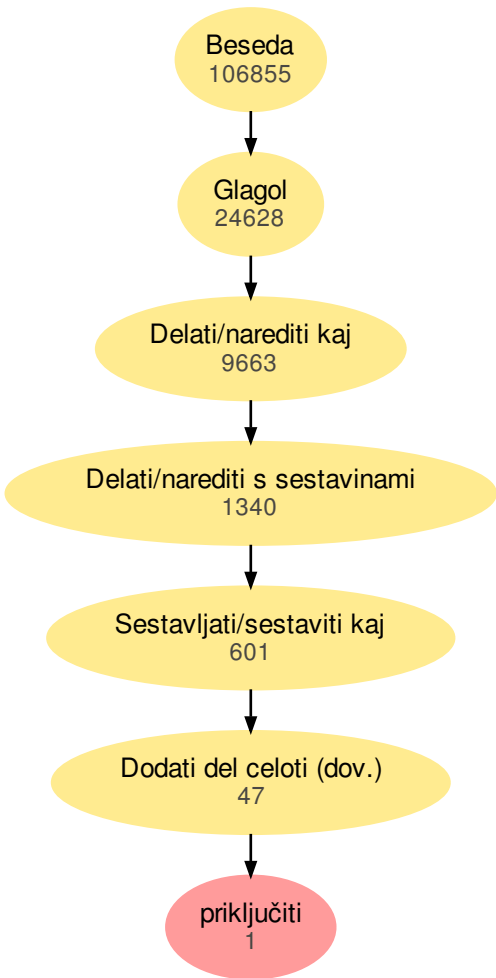 Beseda
106855
Glagol
24628
Delati/narediti kaj
9663
Delati/narediti s sestavinami
1340
Sestavljati/sestaviti kaj
601
Dodati del celoti (dov.)
47
priključiti
1